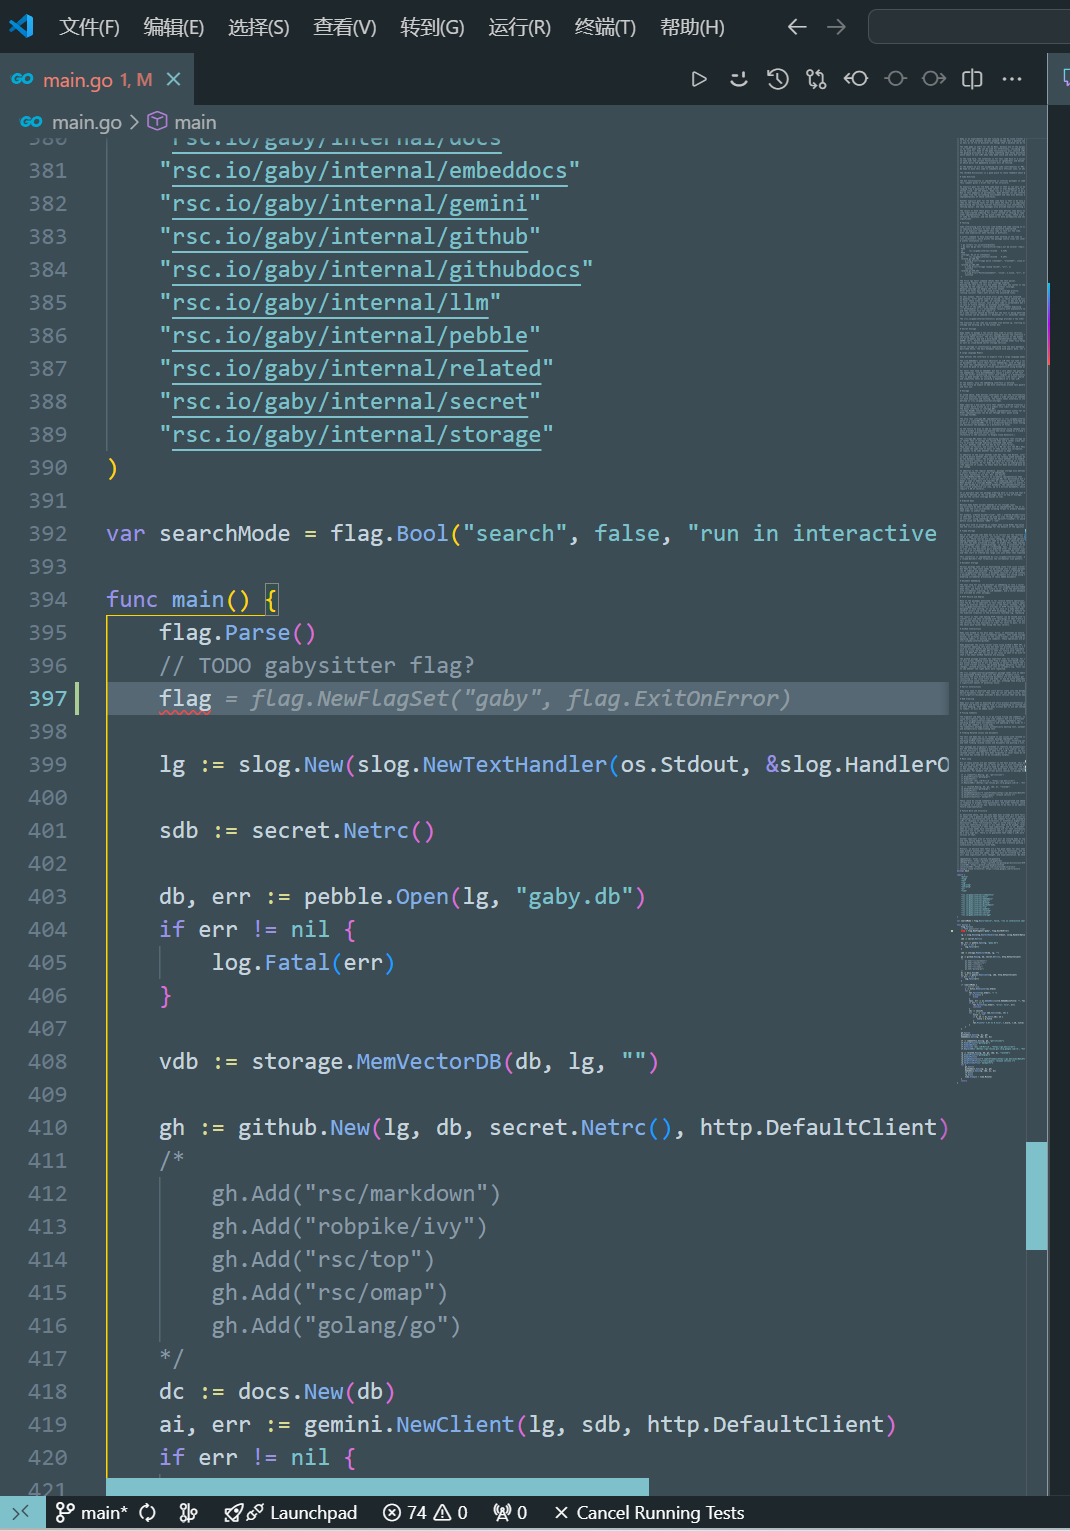 文件(F) 编辑(E) 选择(S) 查看(V) 转到(G) 运行(R) 终端(T) 帮助(H)
GO main.go 1, M
GO main.go > main
380 "rsc.io/gaby/internal/docs"
381 "rsc.io/gaby/internal/embeddocs"
382 "rsc.io/gaby/internal/gemini"
383 "rsc.io/gaby/internal/github"
384 "rsc.io/gaby/internal/githubdocs"
385 "rsc.io/gaby/internal/llm"
386 "rsc.io/gaby/internal/pebble"
387 "rsc.io/gaby/internal/related"
388 "rsc.io/gaby/internal/secret"
389 "rsc.io/gaby/internal/storage"
390 )
391
392 var searchMode = flag.Bool("search", false, "run in interactive
393
394 func main() {
395 flag.Parse()
396 // TODO gabysitter flag?
397 flag = flag.NewFlagSet("gaby", flag.ExitOnError)
398
399 lg := slog.New(slog.NewTextHandler(os.Stdout, &slog.HandlerO
400
401 sdb := secret.Netrc()
402
403 db, err := pebble.Open(lg, "gaby.db")
404 if err != nil {
405 log.Fatal(err)
406 }
407
408 vdb := storage.MemVectorDB(db, lg, "")
409
410 gh := github.New(lg, db, secret.Netrc(), http.DefaultClient)
411 /*
412 gh.Add("rsc/markdown")
413 gh.Add("robpike/ivy")
414 gh.Add("rsc/top")
415 gh.Add("rsc/omap")
416 gh.Add("golang/go")
417 */
418 dc := docs.New(db)
419 ai, err := gemini.NewClient(lg, sdb, http.DefaultClient)
420 if err != nil {
421
main* Launchpad 74 0 0 Cancel Running Tests